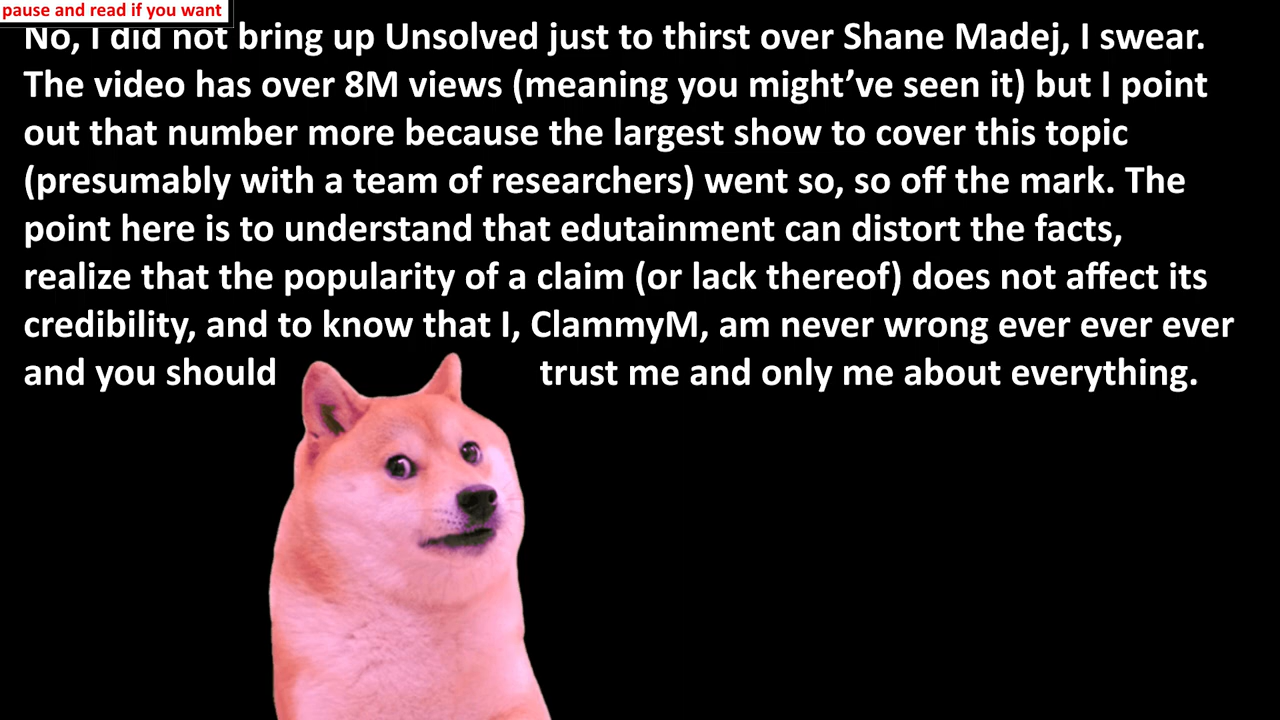 pause and read if you want
No, I did not bring up Unsolved just to thirst over Shane Madej, I swear.
The video has over 8M views (meaning you might’ve seen it) but I point
out that number more because the largest show to cover this topic
(presumably with a team of researchers) went so, so off the mark. The
point here is to understand that edutainment can distort the facts,
realize that the popularity of a claim (or lack thereof) does not affect its
credibility, and to know that I, ClammyM, am never wrong ever ever ever
and you should trust me and only me about everything.